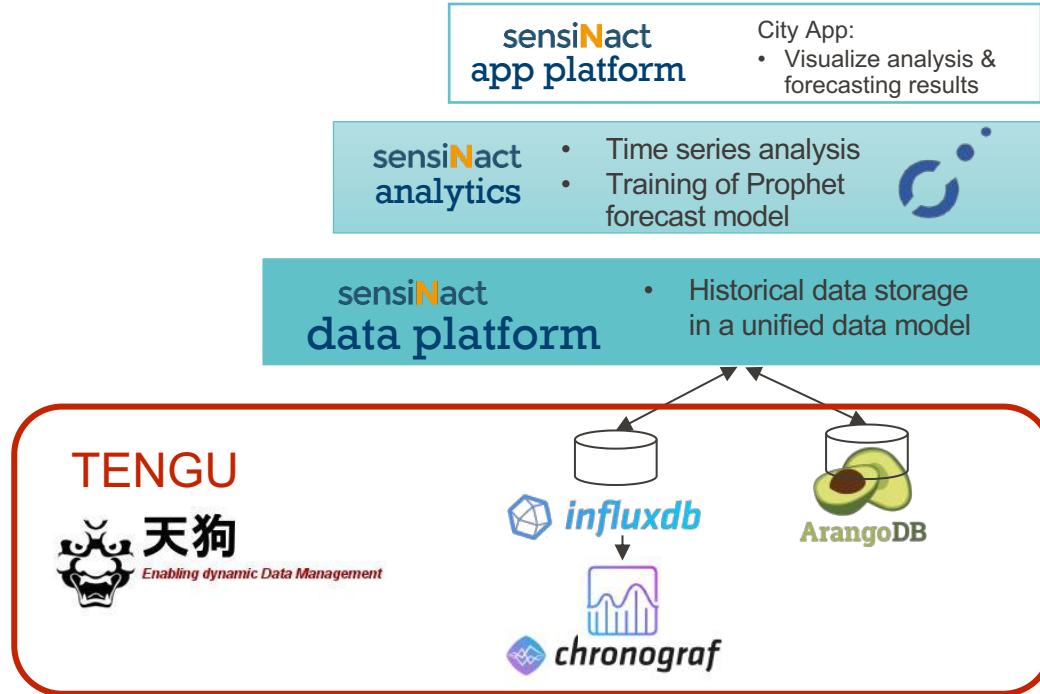 sensiNact
app platform
City App:
• Visualize analysis &
forecasting results
sensiNact
analytics
• Time series analysis
• Training of Prophet
forecast model
sensiNact
data platform
• Historical data storage
in a unified data model
TENGU
天狗
Enabling dynamic Data Management
influxdb
ArangoDB
chronograf